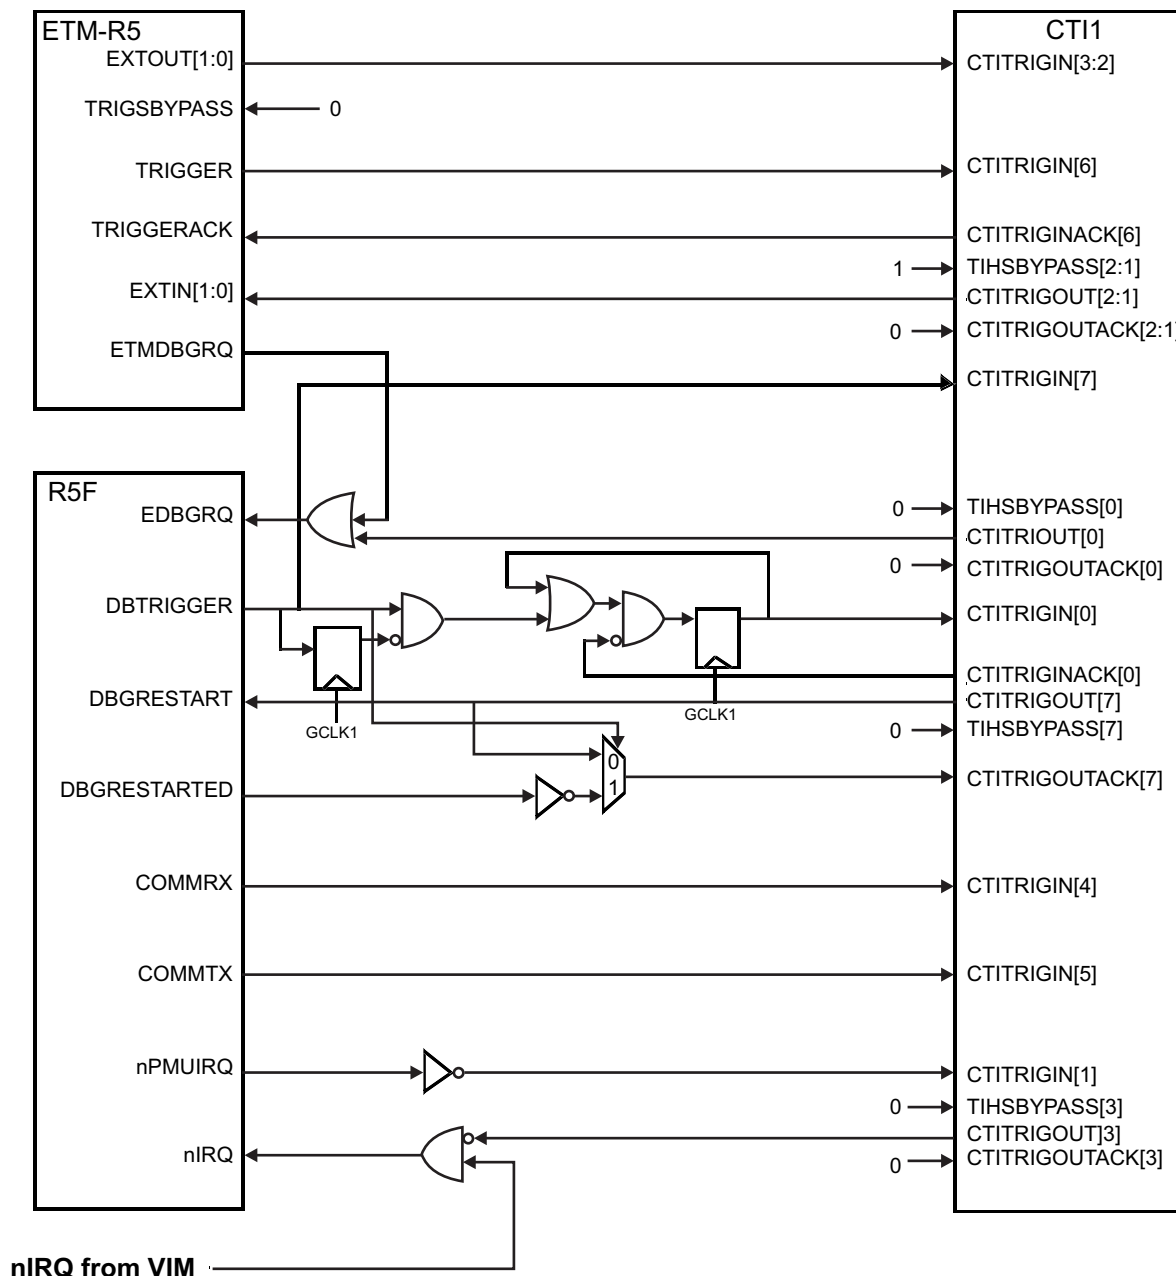 ETM-R5
EXTOUT[1:0]
TRIGSBYPASS
0
TRIGGER
TRIGGERACK
EXTIN[1:0]
ETMDBGRQ
R5F
EDBGRQ
DBTRIGGER
DBGRESTART
DBGRESTARTED
COMMRX
COMMTX
nPMUIRQ
nIRQ
nIRQ from VIM
GCLK1
GCLK1
0
1
CTI1
CTITRIGIN[3:2]
CTITRIGIN[6]
CTITRIGINACK[6]
1 TIHSBYPASS[2:1]
CTITRIGOUT[2:1]
0 CTITRIGOUTACK[2:1]
CTITRIGIN[7]
0 TIHSBYPASS[0]
CTITRIOUT[0]
0 CTITRIGOUTACK[0]
CTITRIGIN[0]
CTITRIGINACK[0]
CTITRIGOUT[7]
0 TIHSBYPASS[7]
CTITRIGOUTACK[7]
CTITRIGIN[4]
CTITRIGIN[5]
CTITRIGIN[1]
0 TIHSBYPASS[3]
CTITRIGOUT]3]
0 CTITRIGOUTACK[3]